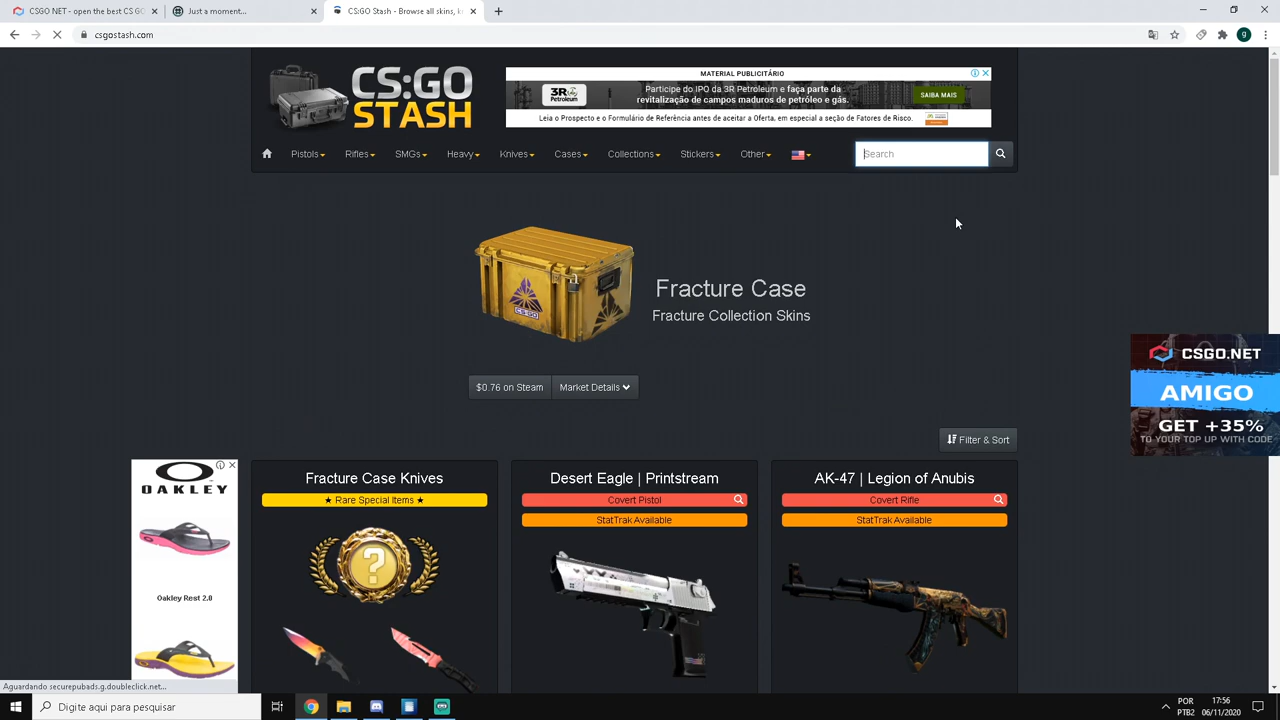 CSGO NET - open the best CS G
Just a moment...
CS:GO Stash - Browse all skins, k
csgostash.com
CS:GO
STASH
MATERIAL PUBLICITÁRIO
3R
Petroleum
Participe do IPO da 3R Petroleum e faça parte da
revitalização de campos maduros de petróleo e gás.
SAIBA MAIS
Leia o Prospecto e o Formulário de Referência antes de aceitar a Oferta, em especial a seção de Fatores de Risco.
Pistols Rifles SMGs Heavy Knives Cases Collections Stickers Other
Search
Fracture Case
Fracture Collection Skins
CS:GO
$0.76 on Steam
Market Details
CSGO.NET
AMIGO
GET +35%
TO YOUR TOP UP WITH CODE
Filter & Sort
OAKLEY
Oakley Rest 2.0
Fracture Case Knives
★ Rare Special Items ★
?
Desert Eagle | Printstream
Covert Pistol
StatTrak Available
AK-47 | Legion of Anubis
Covert Rifle
StatTrak Available
Aguardando securepubads.g.doubleclick.net...
Digite aqui para pesquisar
POR
PTB2
17:56
06/11/2020